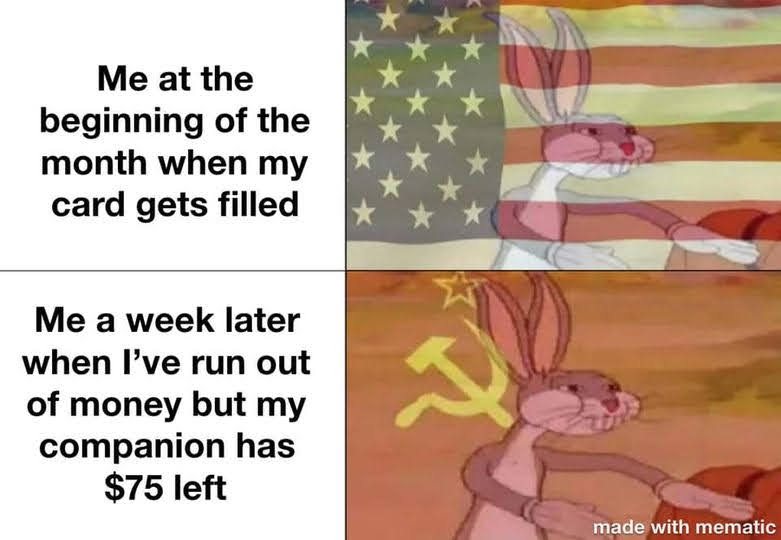 Me at the
beginning of the
month when my
card gets filled
Me a week later
when I’ve run out
of money but my
companion has
$75 left
made with mematic